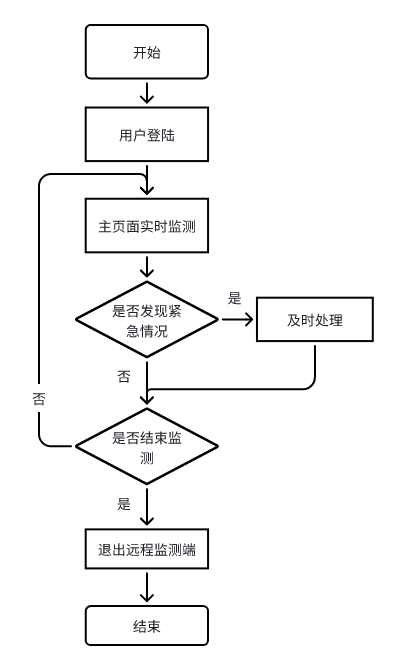 开始
用户登陆
主页面实时监测
是否发现紧
急情况
是
及时处理
否
否
是否结束监
测
是
退出远程监测端
结束